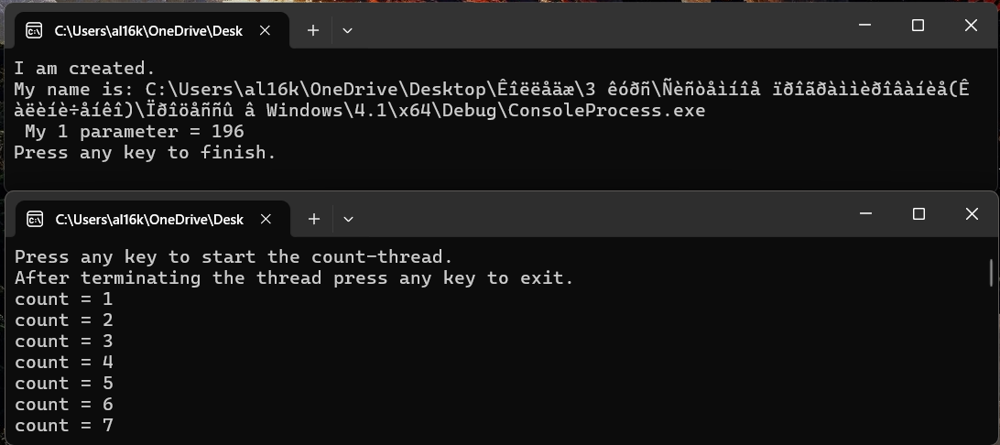 C:\Users\al16k\OneDrive\Desk
I am created.
My name is: C:\Users\al16k\OneDrive\Desktop\Êîëëåäæ\3 êóðñ\Ñèñòåìíîå ïðîãðàììèðîâàíèå(Ê
àëèíè÷åíêî)\Ïðîöåññû â Windows\4.1\x64\Debug\ConsoleProcess.exe
 My 1 parameter = 196
Press any key to finish.
C:\Users\al16k\OneDrive\Desk
Press any key to start the count-thread.
After terminating the thread press any key to exit.
count = 1
count = 2
count = 3
count = 4
count = 5
count = 6
count = 7